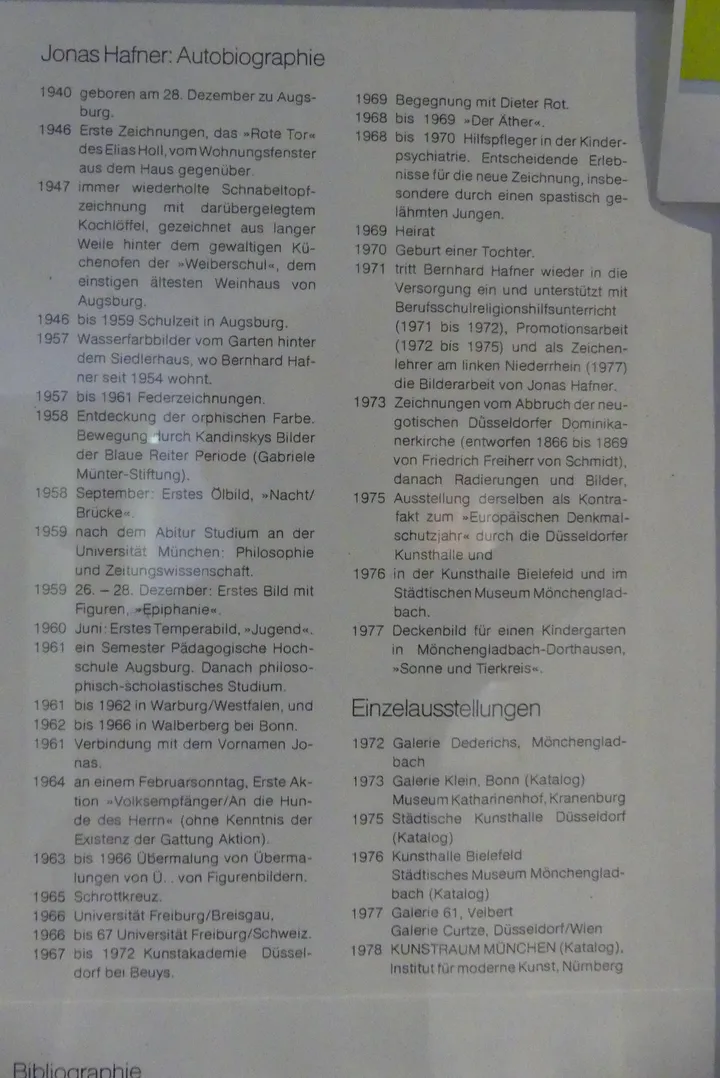 Jonas Hafner: Autobiographie
1940 geboren am 28. Dezember zu Augs-
burg.
1946 Erste Zeichnungen, das »Rote Tor«
des Elias Holl, vom Wohnungsfenster
aus dem Haus gegenüber.
1947 immer wiederholte Schnabeltopf-
zeichnung mit darübergelegtem
Kochlöffel, gezeichnet aus langer
Weile hinter dem gewaltigen Kü-
chenofen der »Weiberschul«, dem
einstigen ältesten Weinhaus von
Augsburg.
1946 bis 1959 Schulzeit in Augsburg.
1957 Wasserfarbbilder vom Garten hinter
dem Siedlerhaus, wo Bernhard Haf-
ner seit 1954 wohnt.
1957 bis 1961 Federzeichnungen.
1958 Entdeckung der orphischen Farbe.
Bewegung durch Kandinskys Bilder
der Blaue Reiter Periode (Gabriele
Münter-Stiftung).
1958 September: Erstes Ölbild, »Nacht/
Brücke«.
1959 nach dem Abitur Studium an der
Universität München: Philosophie
und Zeitungswissenschaft.
1959 26. – 28. Dezember: Erstes Bild mit
Figuren, »Epiphanie«.
1960 Juni: Erstes Temperabild, »Jugend«.
1961 ein Semester Pädagogische Hoch-
schule Augsburg. Danach philoso-
phisch-scholastisches Studium.
1961 bis 1962 in Warburg/Westfalen, und
1962 bis 1966 in Walberberg bei Bonn.
1961 Verbindung mit dem Vornamen Jo-
nas.
1964 an einem Februarsonntag, Erste Ak-
tion »Volksempfänger/An die Hun-
de des Herrn« (ohne Kenntnis der
Existenz der Gattung Aktion).
1963 bis 1966 Übermalung von Überma-
lungen von Ü. . von Figurenbildern.
1965 Schrottkreuz.
1966 Universität Freiburg/Breisgau,
1966 bis 67 Universität Freiburg/Schweiz.
1967 bis 1972 Kunstakademie Düssel-
dorf bei Beuys.
1969 Begegnung mit Dieter Rot.
1968 bis 1969 »Der Äther«.
1968 bis 1970 Hilfspfleger in der Kinder-
psychiatrie. Entscheidende Erleb-
nisse für die neue Zeichnung, insbe-
sondere durch einen spastisch ge-
lähmten Jungen.
1969 Heirat
1970 Geburt einer Tochter.
1971 tritt Bernhard Hafner wieder in die
Versorgung ein und unterstützt mit
Berufsschulreligionshilfsunterricht
(1971 bis 1972), Promotionsarbeit
(1972 bis 1975) und als Zeichen-
lehrer am linken Niederrhein (1977)
die Bilderarbeit von Jonas Hafner.
1973 Zeichnungen vom Abbruch der neu-
gotischen Düsseldorfer Dominika-
nerkirche (entworfen 1866 bis 1869
von Friedrich Freiherr von Schmidt),
danach Radierungen und Bilder,
1975 Ausstellung derselben als Kontra-
fakt zum »Europäischen Denkmal-
schutzjahr« durch die Düsseldorfer
Kunsthalle und
1976 in der Kunsthalle Bielefeld und im
Städtischen Museum Mönchenglad-
bach.
1977 Deckenbild für einen Kindergarten
in Mönchengladbach-Dorthausen,
»Sonne und Tierkreis«.
Einzelausstellungen
1972 Galerie Dederichs, Mönchenglad-
bach
1973 Galerie Klein, Bonn (Katalog)
Museum Katharinenhof, Kranenburg
1975 Städtische Kunsthalle Düsseldorf
(Katalog)
1976 Kunsthalle Bielefeld
Städtisches Museum Mönchenglad-
bach (Katalog)
1977 Galerie 61, Velbert
Galerie Curtze, Düsseldorf/Wien
1978 KUNSTRAUM MÜNCHEN (Katalog),
Institut für moderne Kunst, Nürnberg
Bibliographie